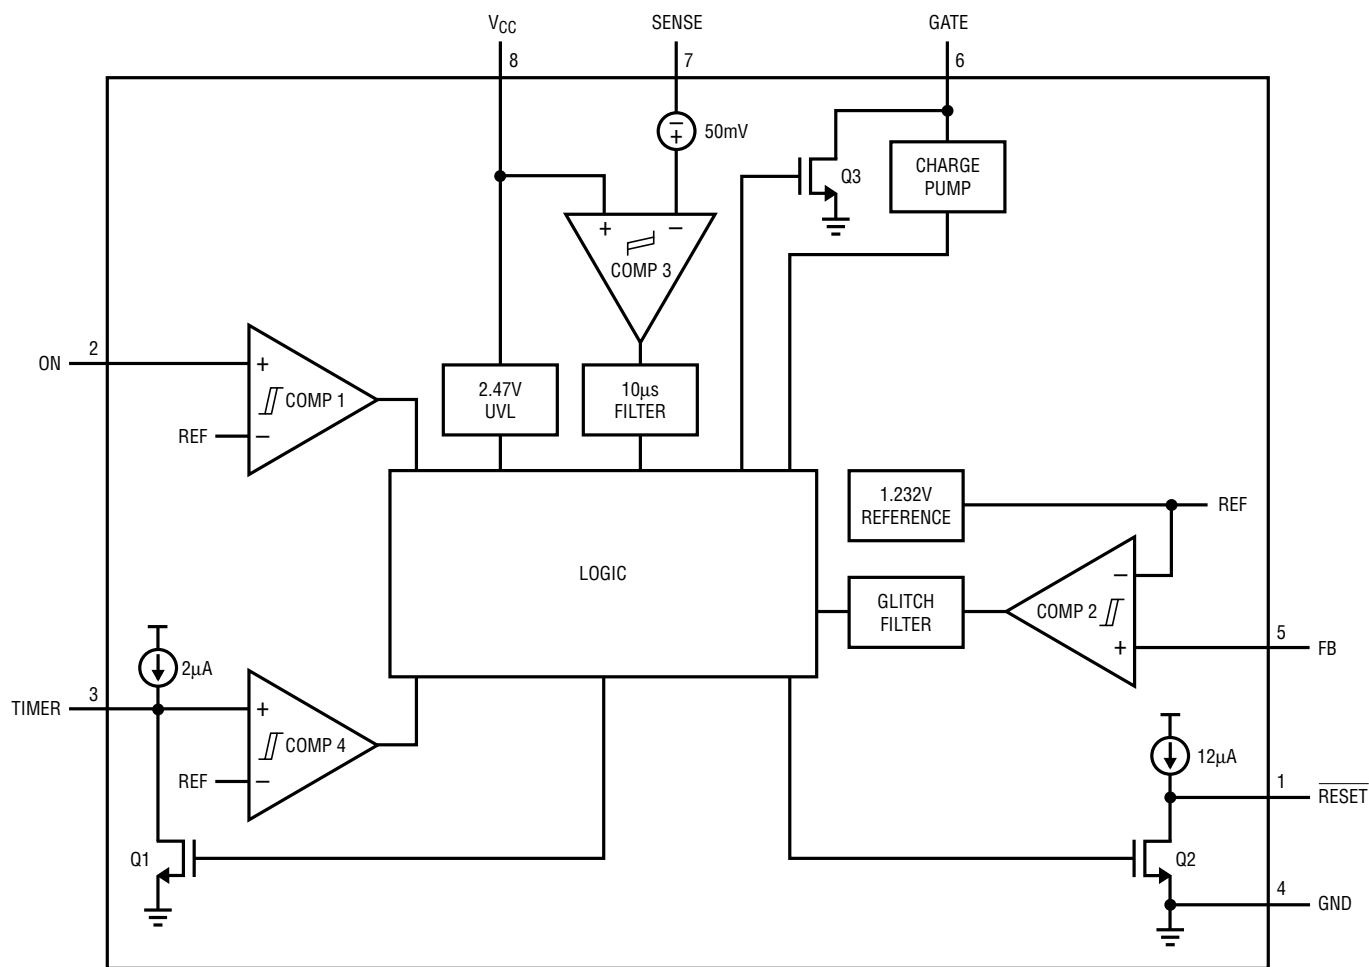 VCC SENSE GATE
8 7 6
50mV
Q3
CHARGE
PUMP
+ −
COMP 3
ON 2
+
COMP 1
REF −
2.47V
UVL
10µs
FILTER
1.232V
REFERENCE
REF
LOGIC
GLITCH
FILTER
−
COMP 2
+
5 FB
2µA
TIMER 3
+
COMP 4
REF −
12µA
1 RESET
Q1
Q2
4 GND